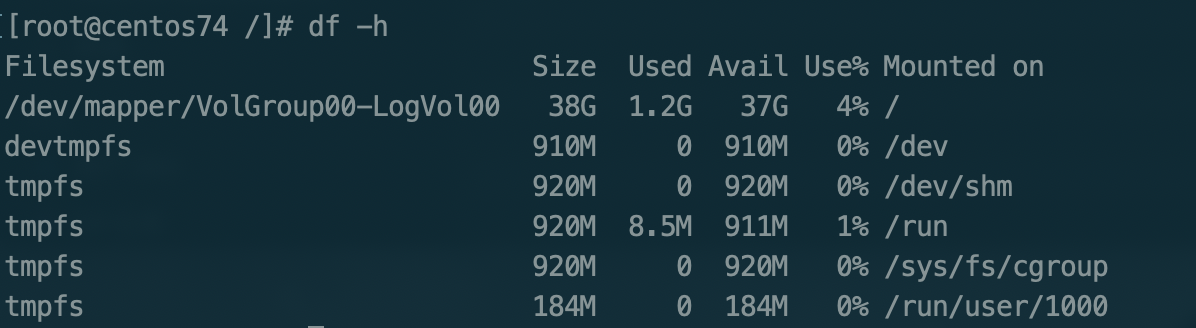 [[root@centos74 /]# df -h
Filesystem Size Used Avail Use% Mounted on
/dev/mapper/VolGroup00-LogVol00 38G 1.2G 37G 4% /
devtmpfs 910M 0 910M 0% /dev
tmpfs 920M 0 920M 0% /dev/shm
tmpfs 920M 8.5M 911M 1% /run
tmpfs 920M 0 920M 0% /sys/fs/cgroup
tmpfs 184M 0 184M 0% /run/user/1000